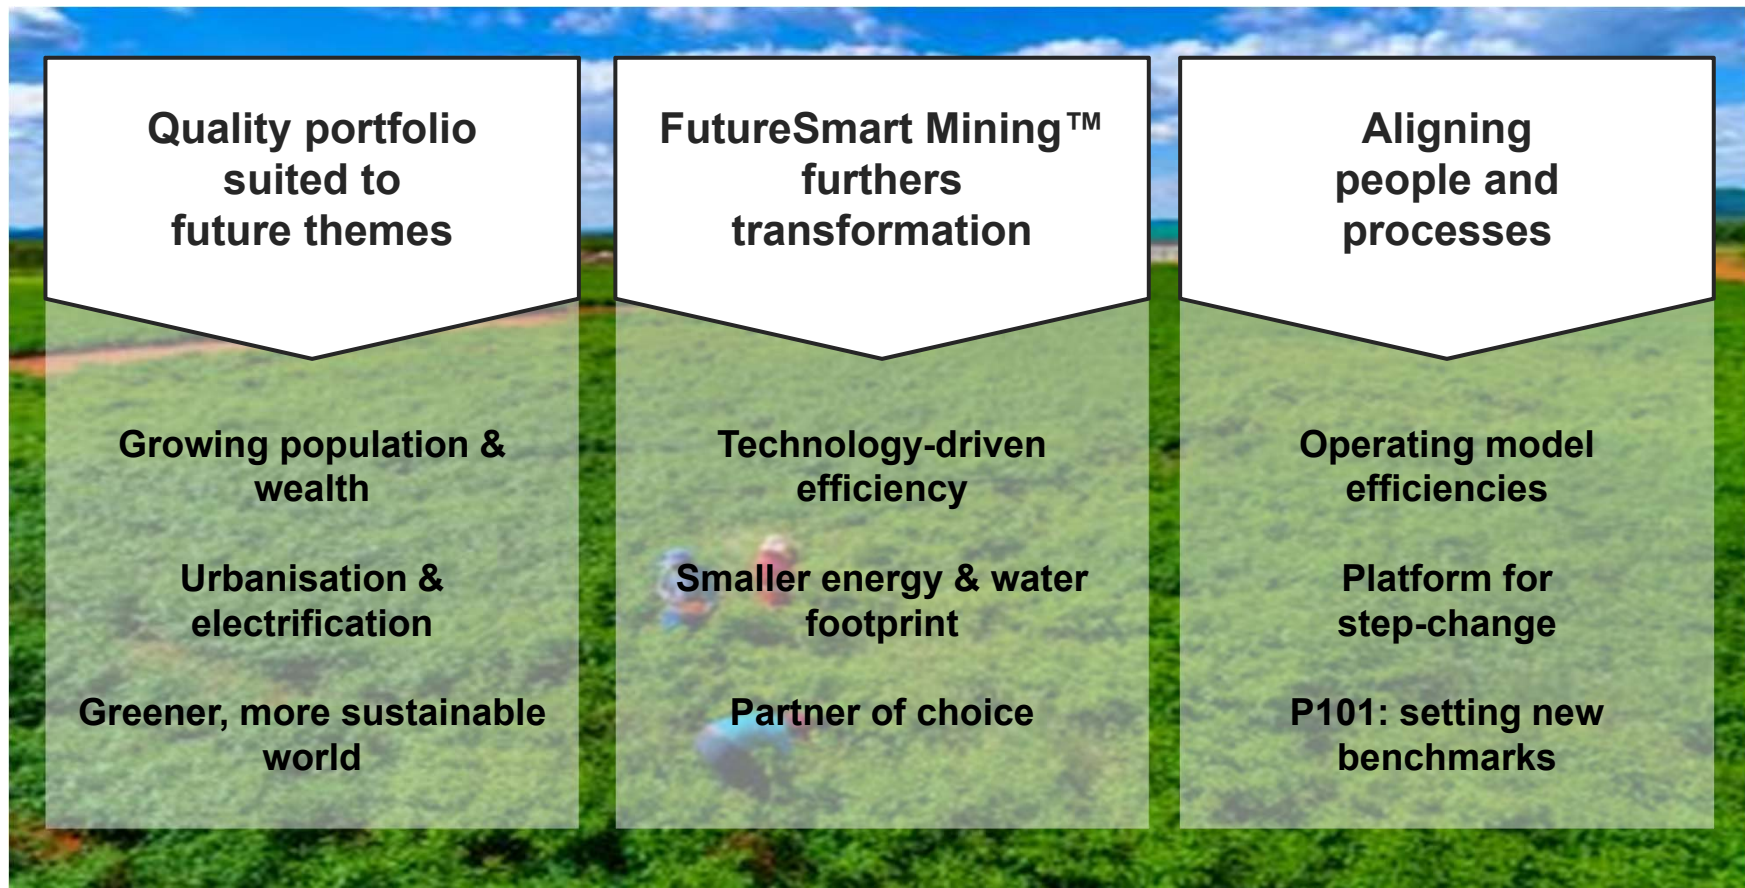 Quality portfolio
suited to
future themes
Growing population &
wealth
Urbanisation &
electrification
Greener, more sustainable
world
FutureSmart Mining™
furthers
transformation
Technology-driven
efficiency
Smaller energy & water
footprint
Partner of choice
Aligning
people and
processes
Operating model
efficiencies
Platform for
step-change
P101: setting new
benchmarks